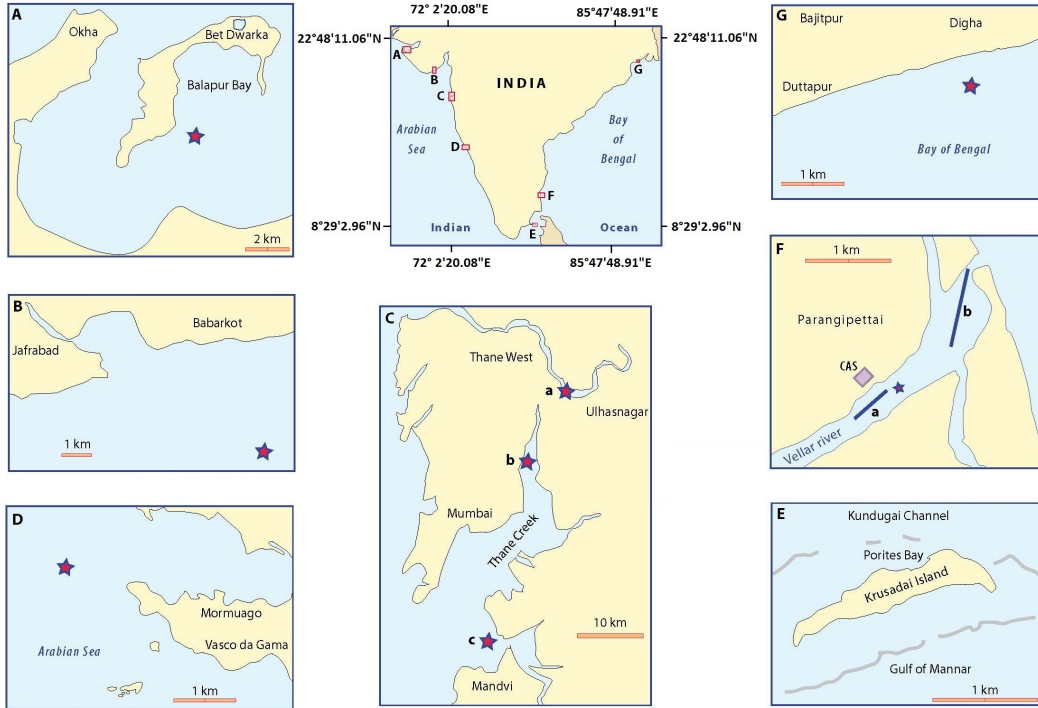 A
Okha
Bet Dwarka
Balapur Bay
2 km
72° 2'20.08"E
85°47'48.91"E
22°48'11.06"N
22°48'11.06"N
A
B
C
D
INDIA
G
Arabian
Sea
Bay
of
Bengal
F
E
8°29'2.96"N
Indian
Ocean
8°29'2.96"N
72° 2'20.08"E
85°47'48.91"E
G
Bajitpur
Digha
Duttapur
Bay of Bengal
1 km
B
Babarkot
Jafrabad
1 km
C
Thane West
a
Ulhasnagar
b
Mumbai
Thane Creek
10 km
c
Mandvi
F
1 km
b
Parangipettai
CAS
a
Vellar river
D
Mormuago
Vasco da Gama
Arabian Sea
1 km
E
Kundugai Channel
Porites Bay
Krusadai Island
Gulf of Mannar
1 km